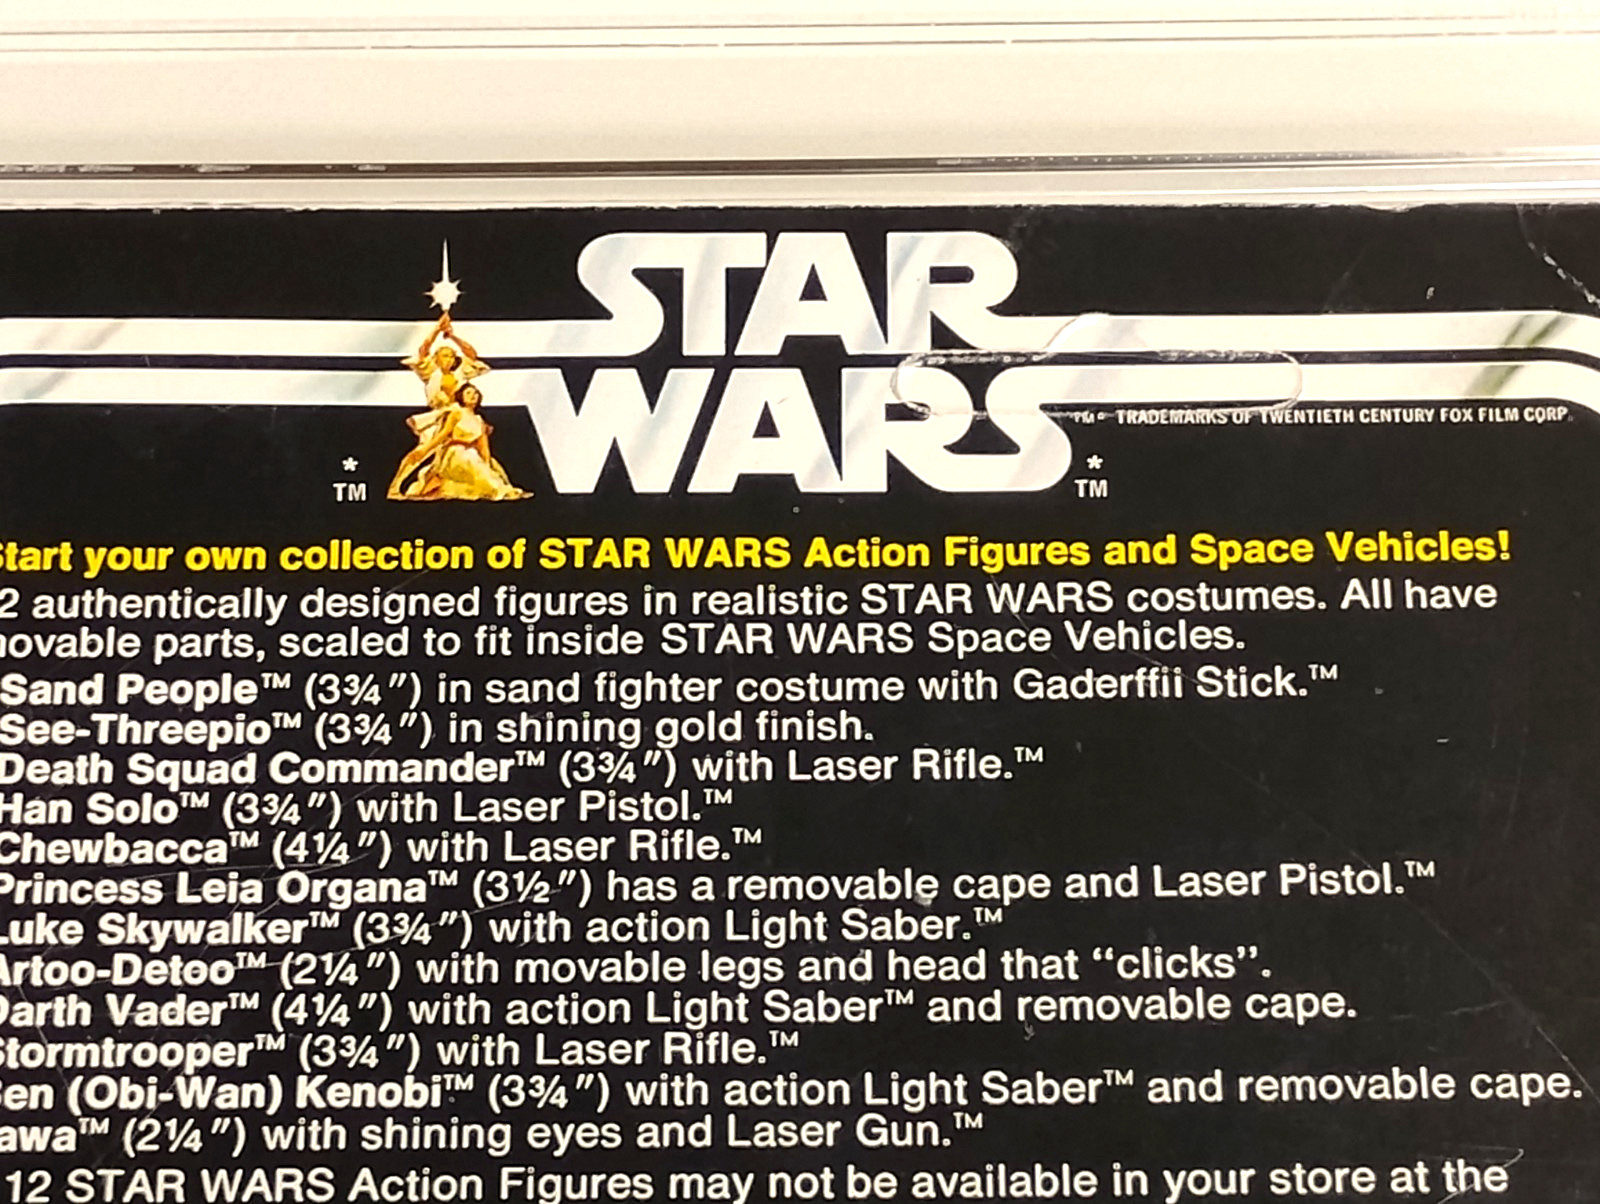 STAR
WARS
TM © TRADEMARKS OF TWENTIETH CENTURY FOX FILM CORP.
* TM
* TM
Start your own collection of STAR WARS Action Figures and Space Vehicles!
2 authentically designed figures in realistic STAR WARS costumes. All have
movable parts, scaled to fit inside STAR WARS Space Vehicles.
Sand People™ (3¾") in sand fighter costume with Gaderffii Stick.™
See-Threepio™ (3¾") in shining gold finish.
Death Squad Commander™ (3¾") with Laser Rifle.™
Han Solo™ (3¾") with Laser Pistol.™
Chewbacca™ (4¼") with Laser Rifle.™
Princess Leia Organa™ (3½") has a removable cape and Laser Pistol.™
Luke Skywalker™ (3¾") with action Light Saber.™
Artoo-Detoo™ (2¼") with movable legs and head that “clicks”.
Darth Vader™ (4¼") with action Light Saber™ and removable cape.
Stormtrooper™ (3¾") with Laser Rifle.™
Ben (Obi-Wan) Kenobi™ (3¾") with action Light Saber™ and removable cape.
awa™ (2¼") with shining eyes and Laser Gun.™
12 STAR WARS Action Figures may not be available in your store at the